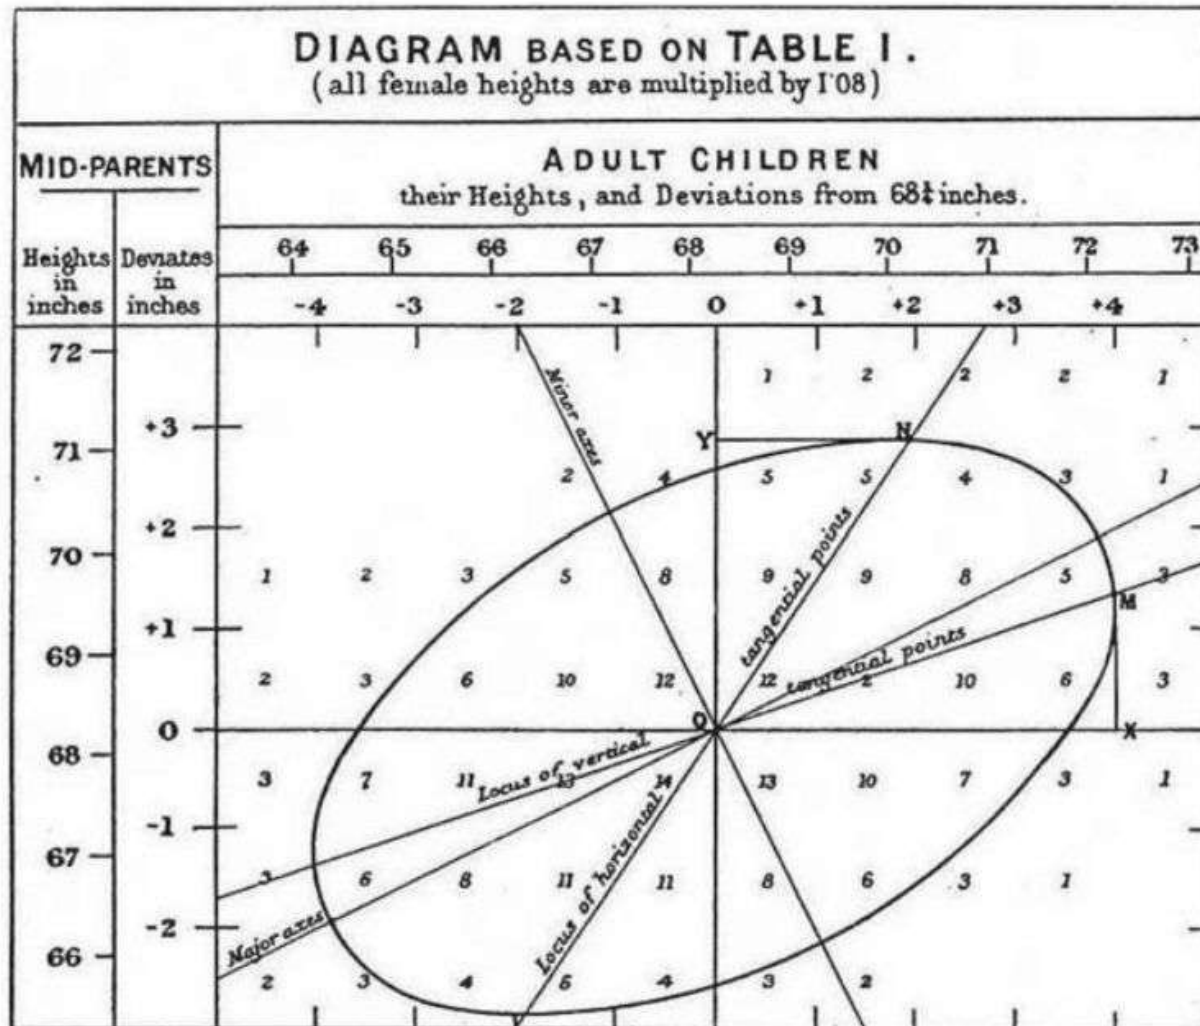 DIAGRAM BASED ON TABLE I.
(all female heights are multiplied by 1'08)
MID-PARENTS
ADULT CHILDREN
their Heights, and Deviations from 68¼ inches.
Heights in inches
Deviates in inches
64 65 66 67 68 69 70 71 72 73
-4 -3 -2 -1 0 +1 +2 +3 +4
72
1 2 2 2 1
Minor axes
+3
Y N
71
2 4 5 5 4 3 1
+2
tangential points
70
1 2 3 5 8 9 9 8 5 3
M
+1
tangential points
69
2 3 6 10 12 12 2 10 6 3
0 O X
Locus of vertical
68
3 7 11 13 14 13 10 7 3 1
-1
Locus of horizontal
67
3 6 8 11 11 8 6 3 1
Major axes
-2
66
2 3 4 6 4 3 2